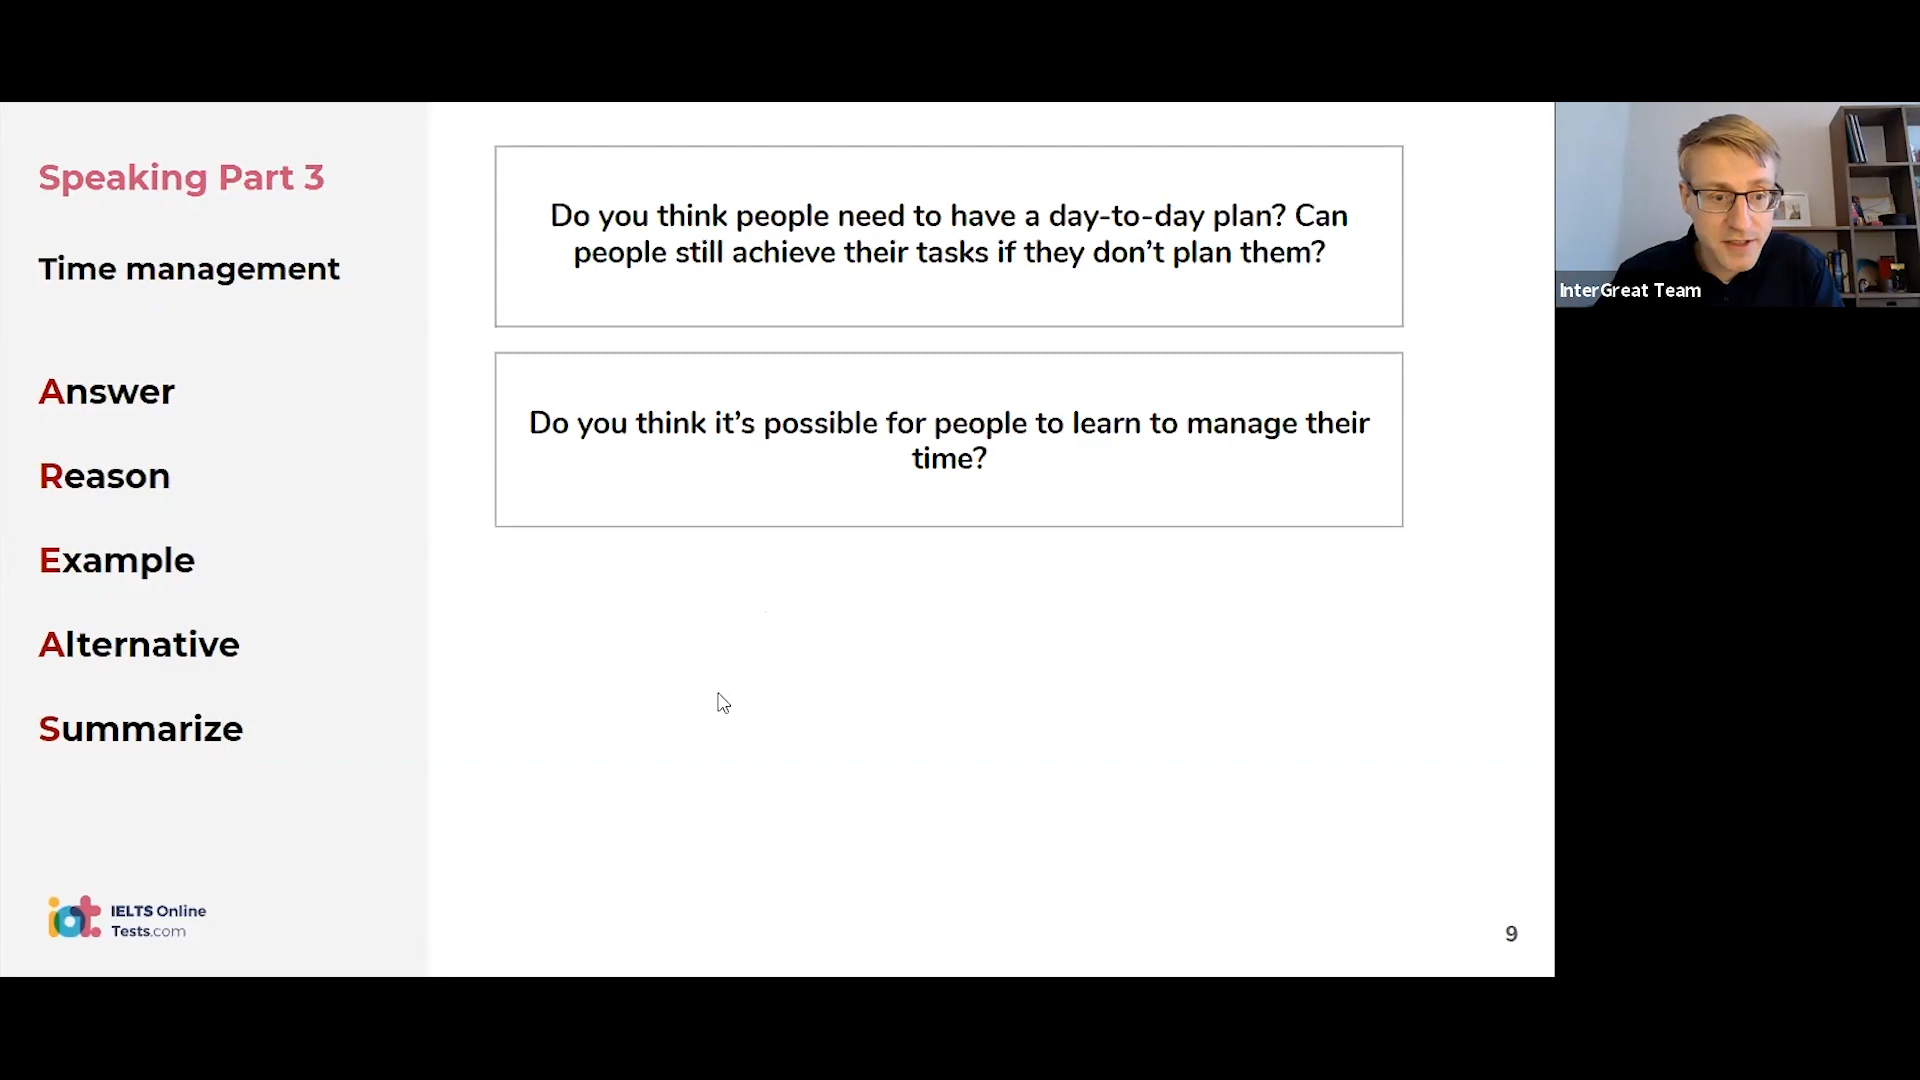 Speaking Part 3
Time management
Answer
Reason
Example
Alternative
Summarize
iot
IELTS Online
Tests.com
Do you think people need to have a day-to-day plan? Can
people still achieve their tasks if they don't plan them?
Do you think it's possible for people to learn to manage their
time?
9
InterGreat Team